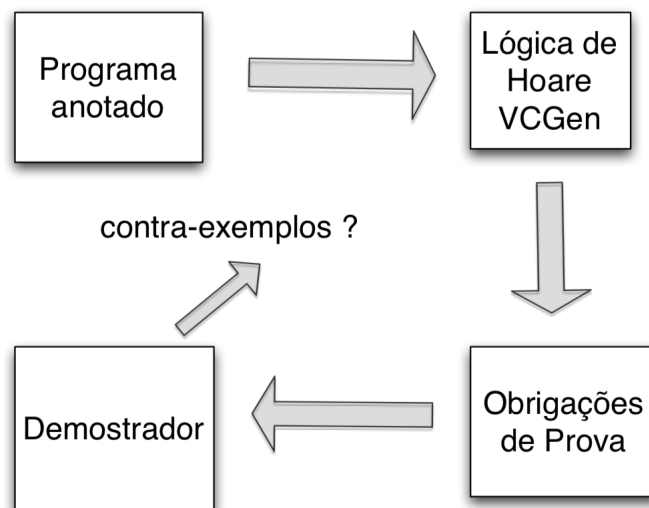 Programa
anotado
Lógica de
Hoare
VCGen
contra-exemplos ?
Demostrador
Obrigações
de Prova